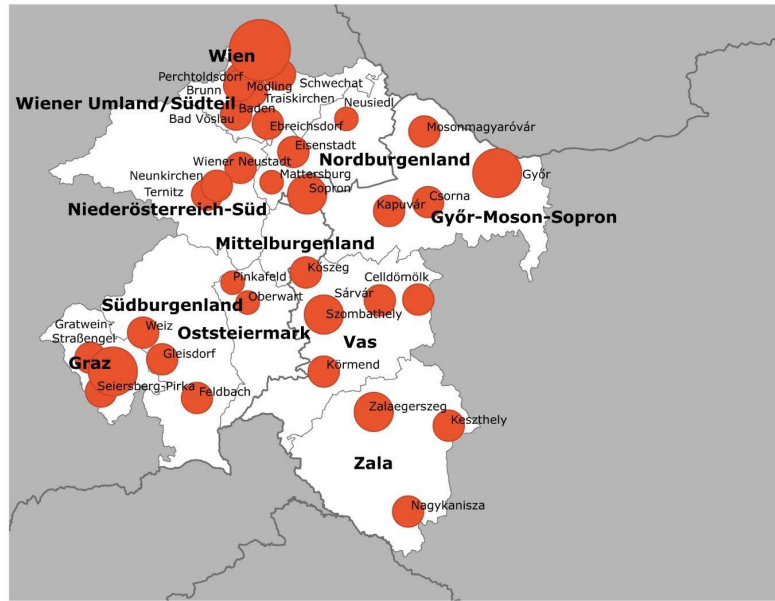 Wien
Perchtoldsdorf
Schwechat
Brunn
Mödling
Traiskirchen
Neusiedl
Wiener Umland/Südteil
Baden
Bad Vöslau
Ebreichsdorf
Mosonmagyaróvár
Eisenstadt
Nordburgenland
Wiener Neustadt
Győr
Neunkirchen
Mattersburg
Ternitz
Sopron
Csorna
Kapuvár
Niederösterreich-Süd
Győr-Moson-Sopron
Mittelburgenland
Kőszeg
Pinkafeld
Celldömölk
Sárvár
Südburgenland
Oberwart
Szombathely
Gratwein-
Straßengel
Weiz
Oststeiermark
Vas
Gleisdorf
Graz
Körmend
Seiersberg-Pirka
Feldbach
Zalaegerszeg
Keszthely
Zala
Nagykanisza